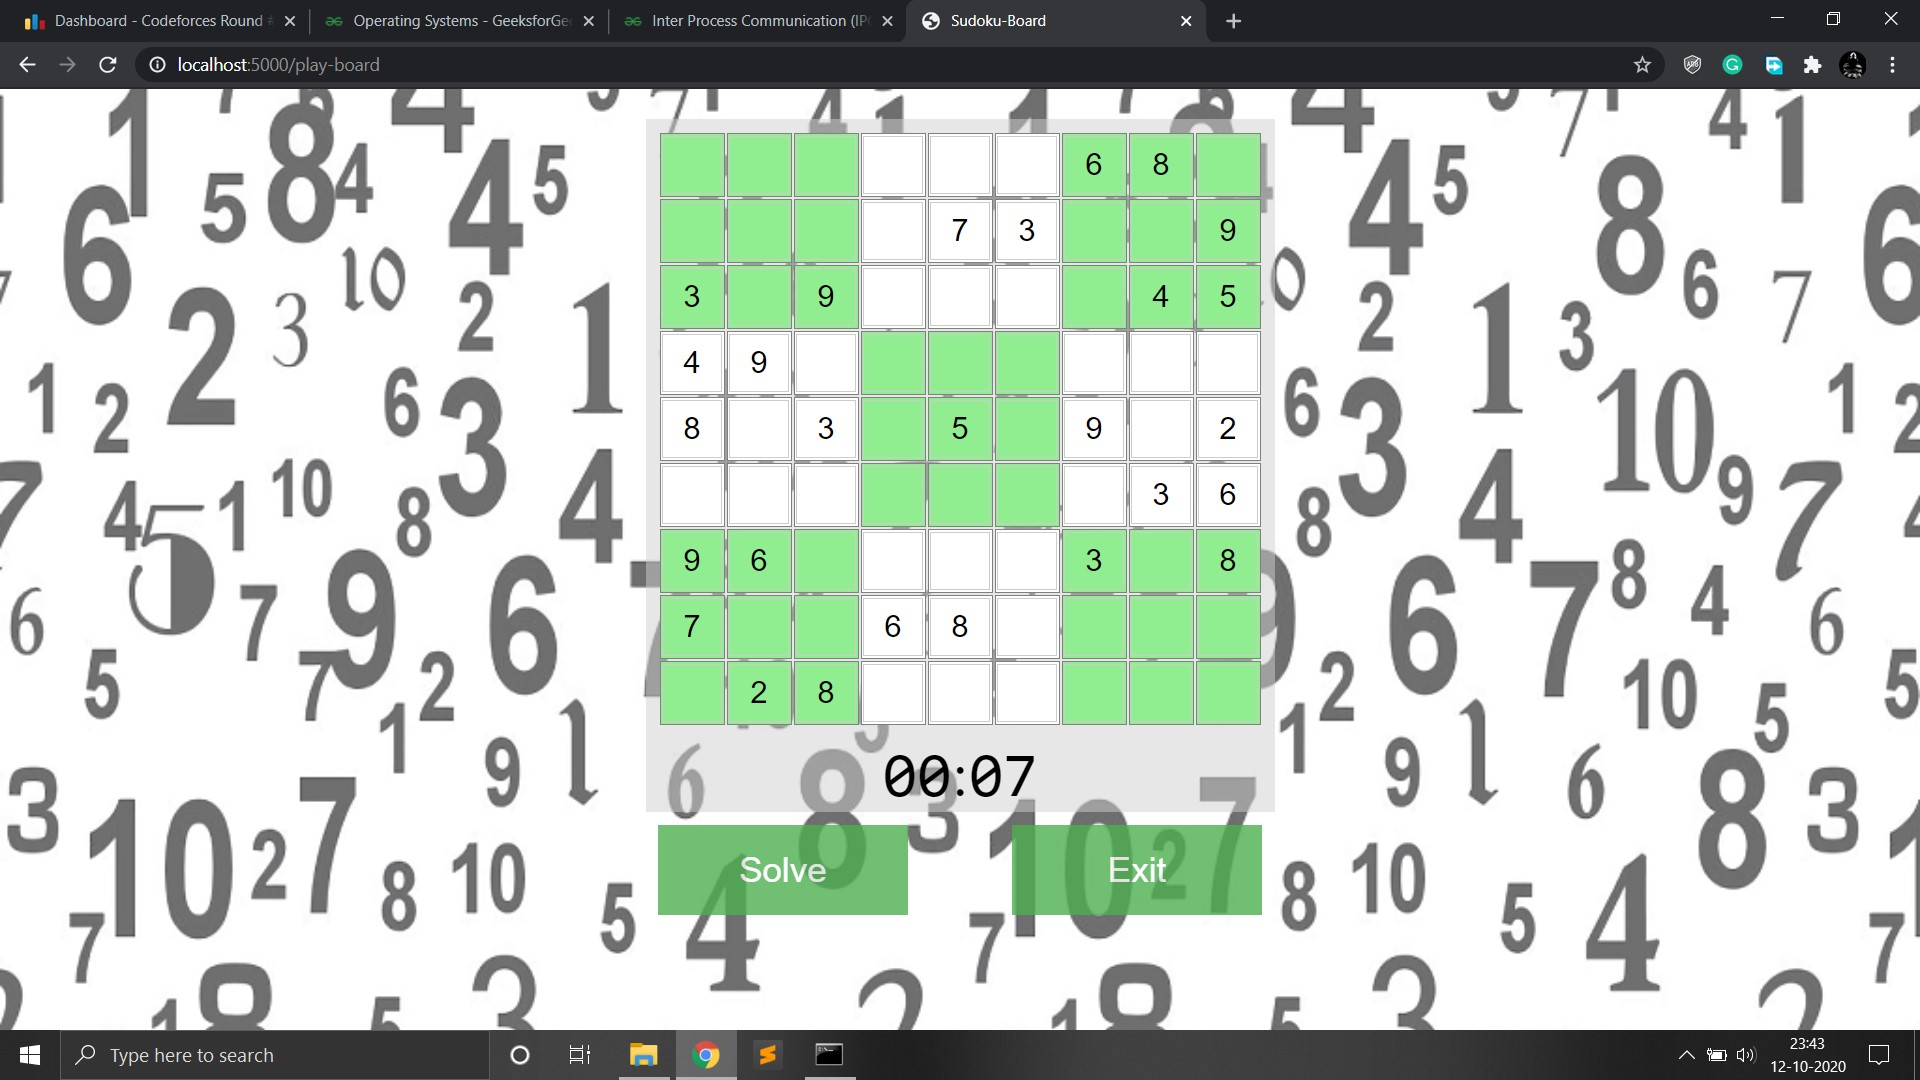 Dashboard - Codeforces Round
Operating Systems - GeeksforGe
Inter Process Communication (IP
Sudoku-Board
localhost:5000/play-board
6 8
7 3 9
3 9 4 5
4 9
8 3 5 9 2
3 6
9 6 3 8
7 6 8
2 8
00:07
Solve Exit
Type here to search
23:43
12-10-2020